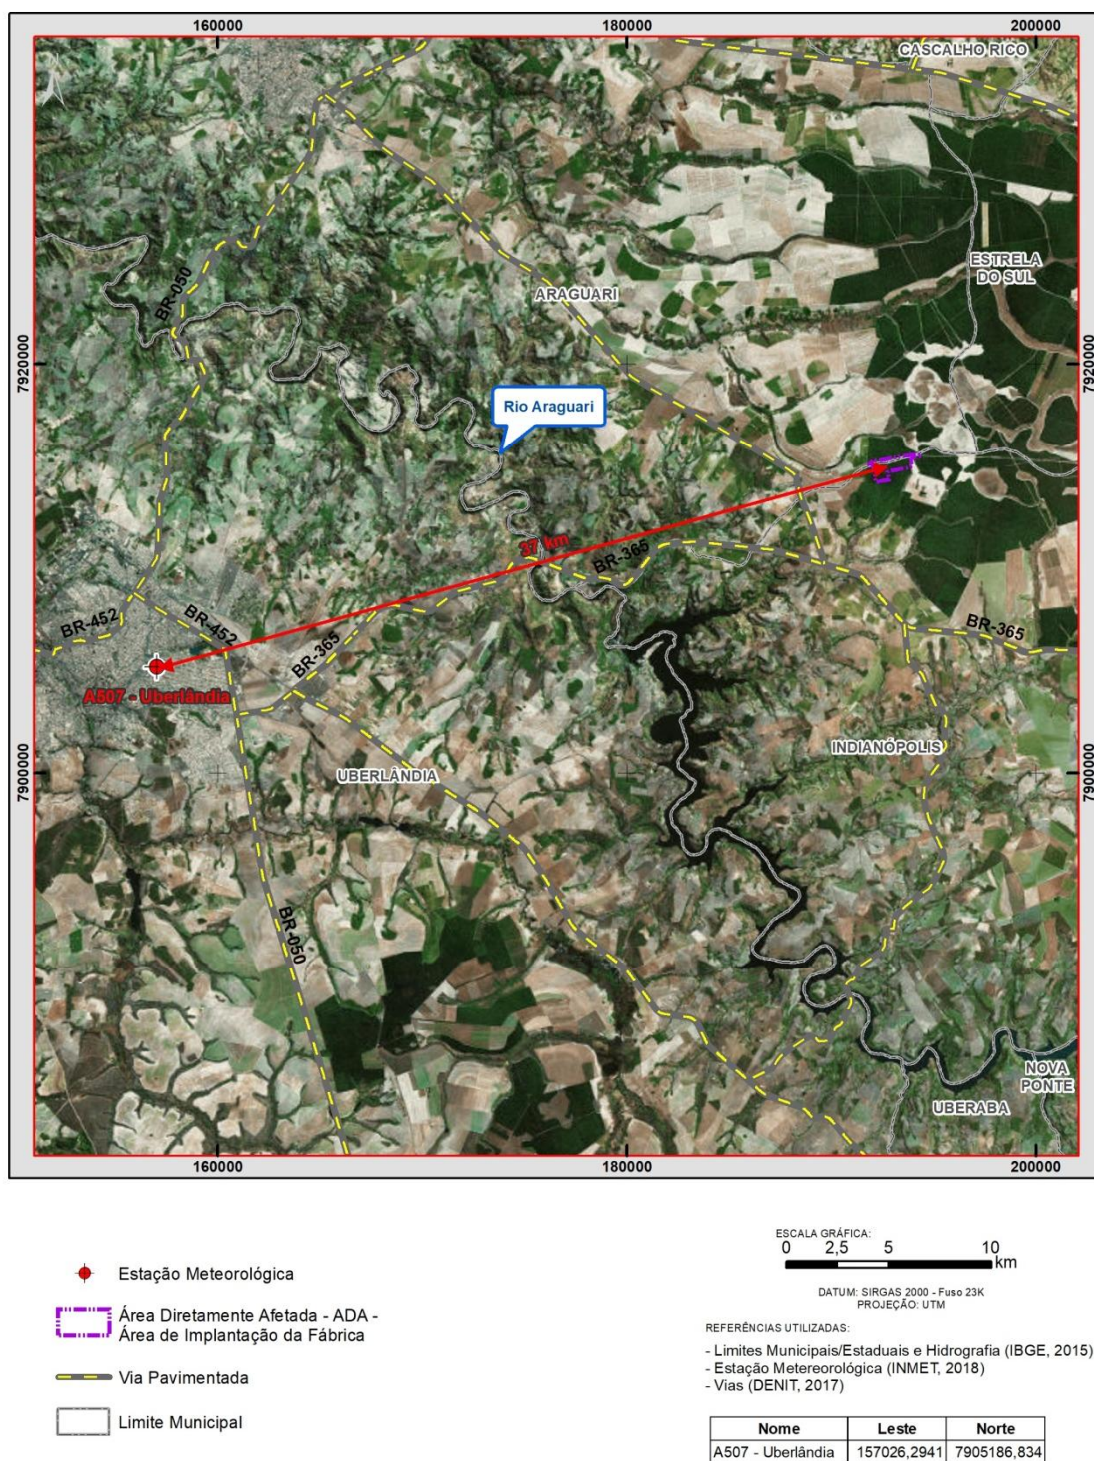 160000
180000
200000
CASCALHO RICO
ESTRELA
DO SUL
BR-050
ARAGUARI
7920000
7920000
Rio Araguari
37 km
BR-365
BR-452
BR-452
BR-365
BR-365
A507 - Uberlândia
INDIANÓPOLIS
UBERLÂNDIA
7900000
7900000
BR-050
NOVA
PONTE
UBERABA
160000
180000
200000
Estação Meteorológica
Área Diretamente Afetada - ADA -
Área de Implantação da Fábrica
Via Pavimentada
Limite Municipal
ESCALA GRÁFICA:
0 2,5 5 10
km
DATUM: SIRGAS 2000 - Fuso 23K
PROJEÇÃO: UTM
REFERÊNCIAS UTILIZADAS:
- Limites Municipais/Estaduais e Hidrografia (IBGE, 2015)
- Estação Metereorológica (INMET, 2018)
- Vias (DENIT, 2017)
Nome Leste Norte
A507 - Uberlândia 157026,2941 7905186,834